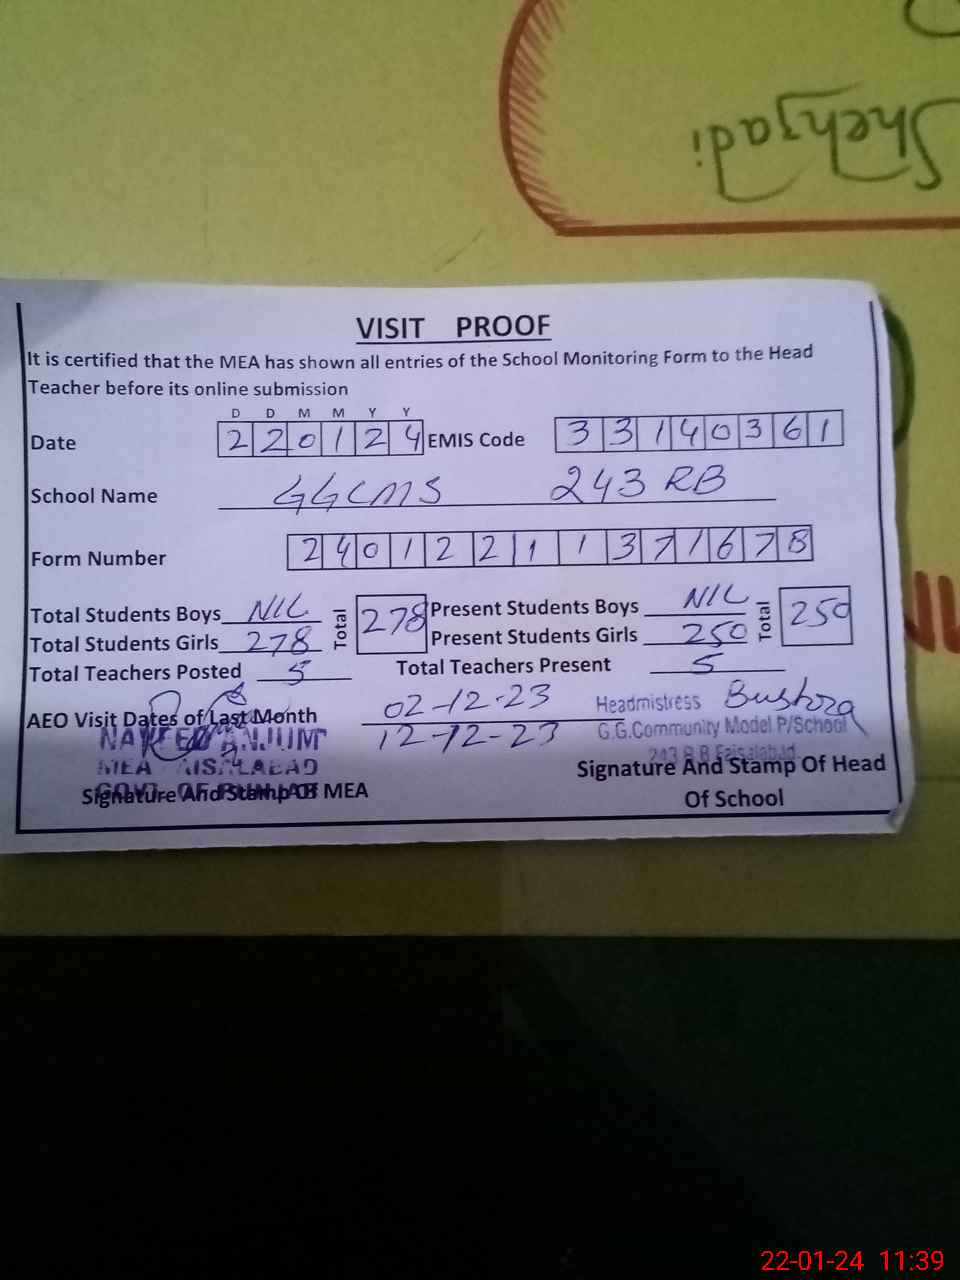 Shehzadi
VISIT PROOF
It is certified that the MEA has shown all entries of the School Monitoring Form to the Head
Teacher before its online submission
D D M M Y Y
Date 2 2 0 1 2 4 EMIS Code 3 3 1 4 0 3 6 1
School Name GGCMS 243 RB
Form Number 2 4 0 1 2 2 1 1 3 7 1 6 7 8
Total Students Boys NIL Total 278 Present Students Boys NIL Total 250
Total Students Girls 278 Present Students Girls 250
Total Teachers Posted 5 Total Teachers Present 5
AEO Visit Dates of Last Month 02-12-23
12-12-23
Headmistress Bushra
G.G.Community Model P/School
243 R B Faisalabad
NAVEED ANJUM
MEA FAISALABAD
GOVT. OF PUNJAB
Signature And Stamp Of MEA
Signature And Stamp Of Head
Of School
22-01-24 11:39